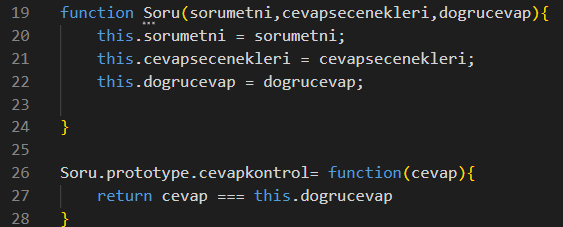 19 function Soru(sorumetni,cevapsecenekleri,dogrucevap){
20     this.sorumetni = sorumetni;
21     this.cevapsecenekleri = cevapsecenekleri;
22     this.dogrucevap = dogrucevap;
23
24 }
25
26 Soru.prototype.cevapkontrol= function(cevap){
27     return cevap === this.dogrucevap
28 }